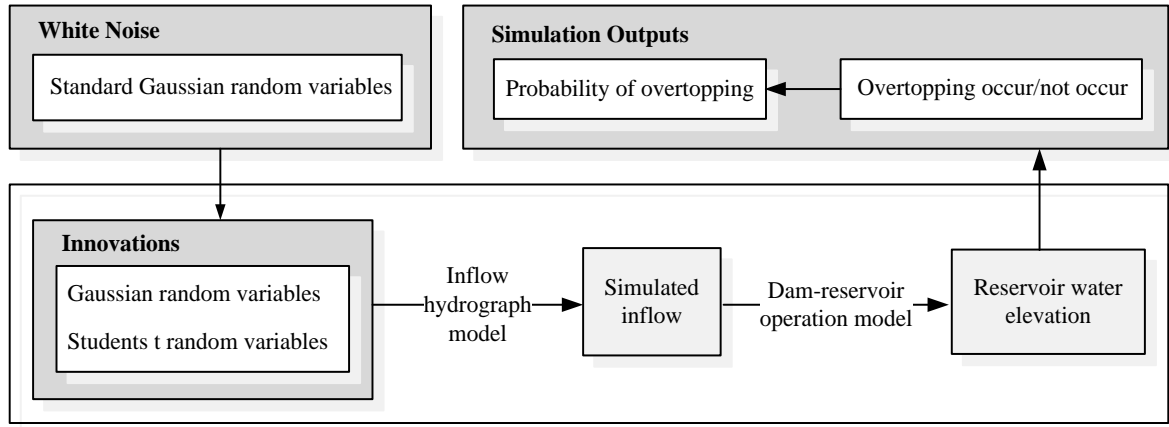 White Noise
Standard Gaussian random variables
Simulation Outputs
Probability of overtopping
Overtopping occur/not occur
Innovations
Gaussian random variables
Students t random variables
Inflow
hydrograph
model
Simulated
inflow
Dam-reservoir
operation model
Reservoir water
elevation